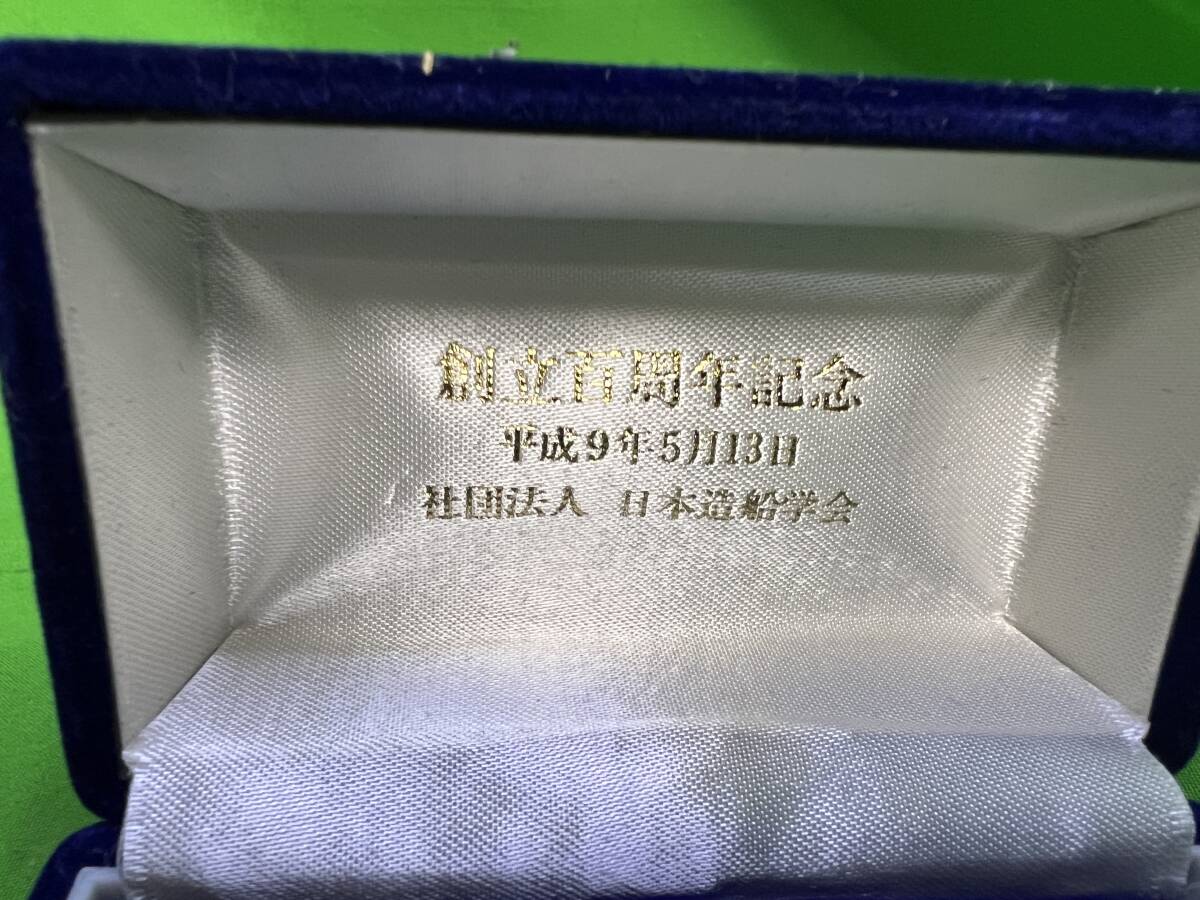 創立百周年記念
平成9年5月13日
社団法人 日本造船学会